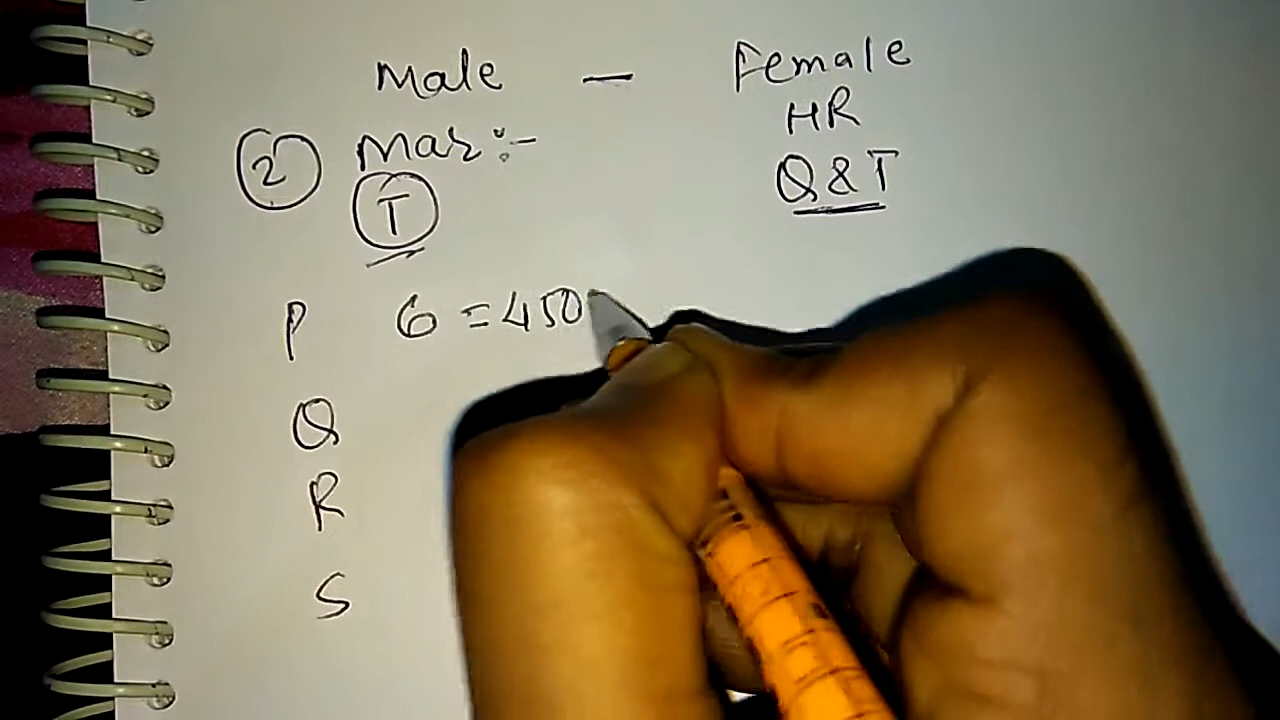 Male — Female
HR
② Mar :-
Q & T
T
P 6 = 450
Q
R
S